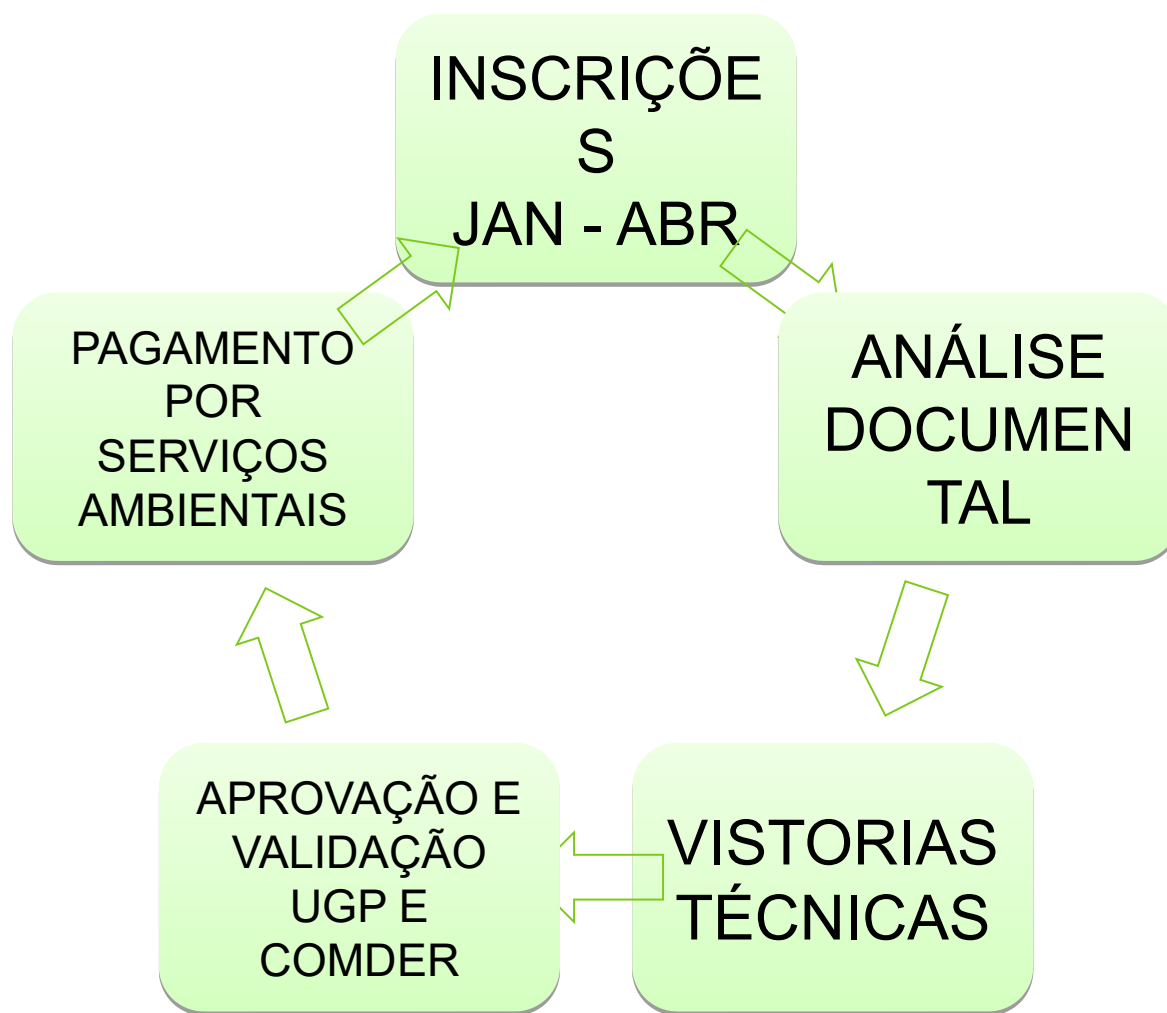 INSCRIÇÕE
S
JAN - ABR
ANÁLISE
DOCUMEN
TAL
VISTORIAS
TÉCNICAS
APROVAÇÃO E
VALIDAÇÃO
UGP E
COMDER
PAGAMENTO
POR
SERVIÇOS
AMBIENTAIS